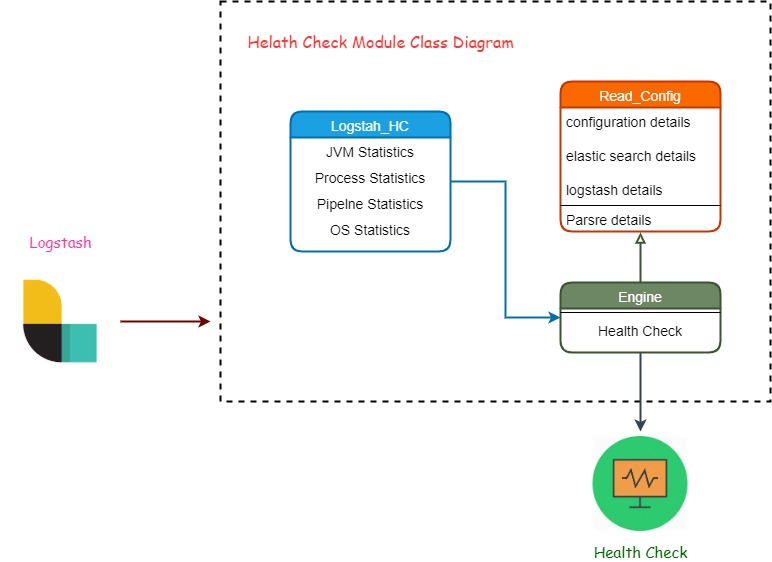 Helath Check Module Class Diagram
Logstah_HC
JVM Statistics
Process Statistics
Pipelne Statistics
OS Statistics
Read_Config
configuration details
elastic search details
logstash details
Parsre details
Logstash
Engine
Health Check
Health Check